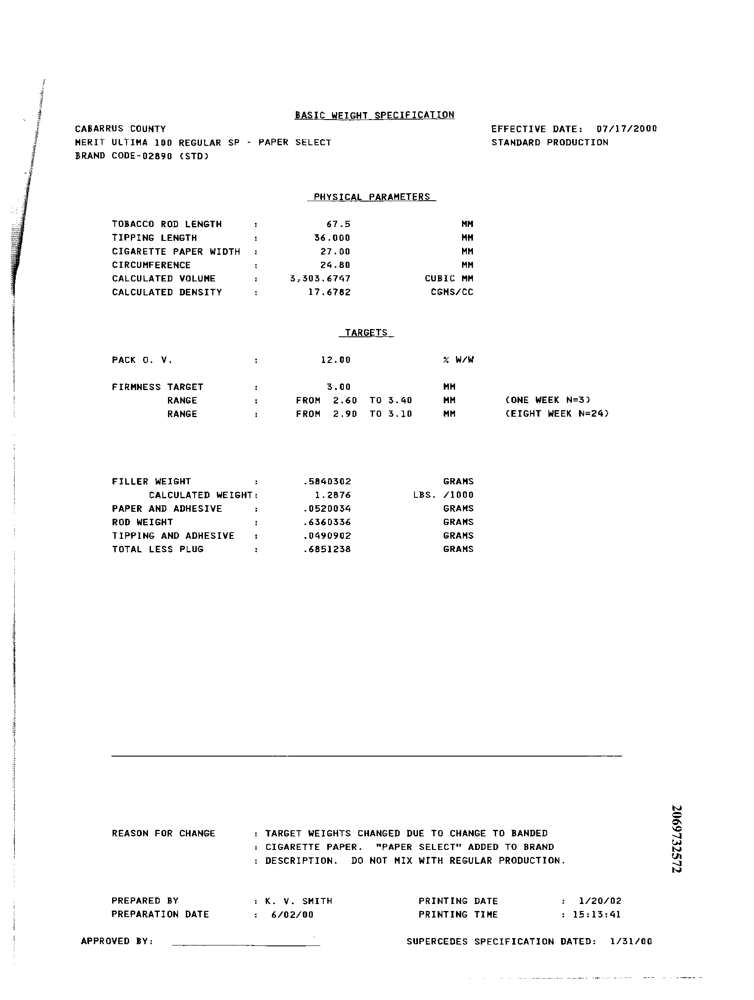 BASIC WEIGHT SPECIFICATION
CABARRUS COUNTY EFFECTIVE DATE: 07/17/2000
MERIT ULTIMA 100 REGULAR SP - PAPER SELECT STANDARD PRODUCTION
BRAND CODE-02890 (STD)
PHYSICAL PARAMETERS
TOBACCO ROD LENGTH : 67.5 MM
TIPPING LENGTH : 36.000 MM
CIGARETTE PAPER WIDTH : 27.00 MM
CIRCUMFERENCE : 24.80 MM
CALCULATED VOLUME : 3,303.6747 CUBIC MM
CALCULATED DENSITY : 17.6782 CGMS/CC
TARGETS
PACK O. V. : 12.00 % W/W
FIRMNESS TARGET : 3.00 MM
RANGE : FROM 2.60 TO 3.40 MM (ONE WEEK N=3)
RANGE : FROM 2.90 TO 3.10 MM (EIGHT WEEK N=24)
FILLER WEIGHT : .5840302 GRAMS
CALCULATED WEIGHT: 1.2876 LBS. /1000
PAPER AND ADHESIVE : .0520034 GRAMS
ROD WEIGHT : .6360336 GRAMS
TIPPING AND ADHESIVE : .0490902 GRAMS
TOTAL LESS PLUG : .6851238 GRAMS
REASON FOR CHANGE : TARGET WEIGHTS CHANGED DUE TO CHANGE TO BANDED
: CIGARETTE PAPER. "PAPER SELECT" ADDED TO BRAND
: DESCRIPTION. DO NOT MIX WITH REGULAR PRODUCTION.
2069732572
PREPARED BY : K. V. SMITH PRINTING DATE : 1/20/02
PREPARATION DATE : 6/02/00 PRINTING TIME : 15:13:41
APPROVED BY: SUPERCEDES SPECIFICATION DATED: 1/31/00